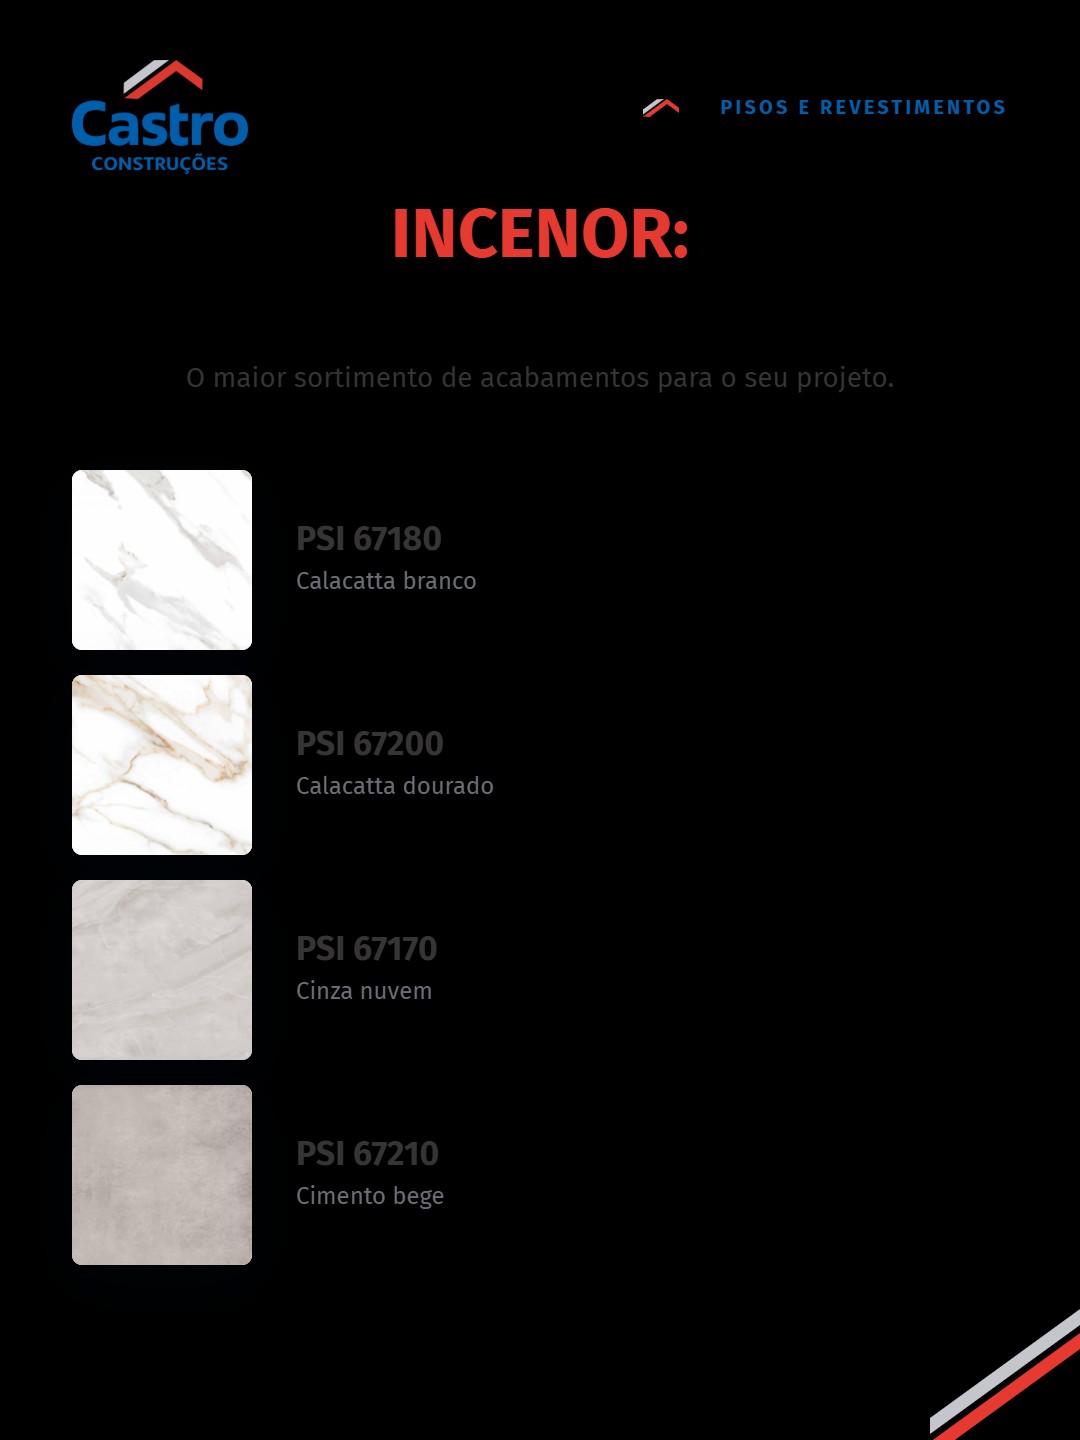 Castro
CONSTRUÇÕES
PISOS E REVESTIMENTOS
INCENOR:
O maior sortimento de acabamentos para o seu projeto.
PSI 67180
Calacatta branco
PSI 67200
Calacatta dourado
PSI 67170
Cinza nuvem
PSI 67210
Cimento bege